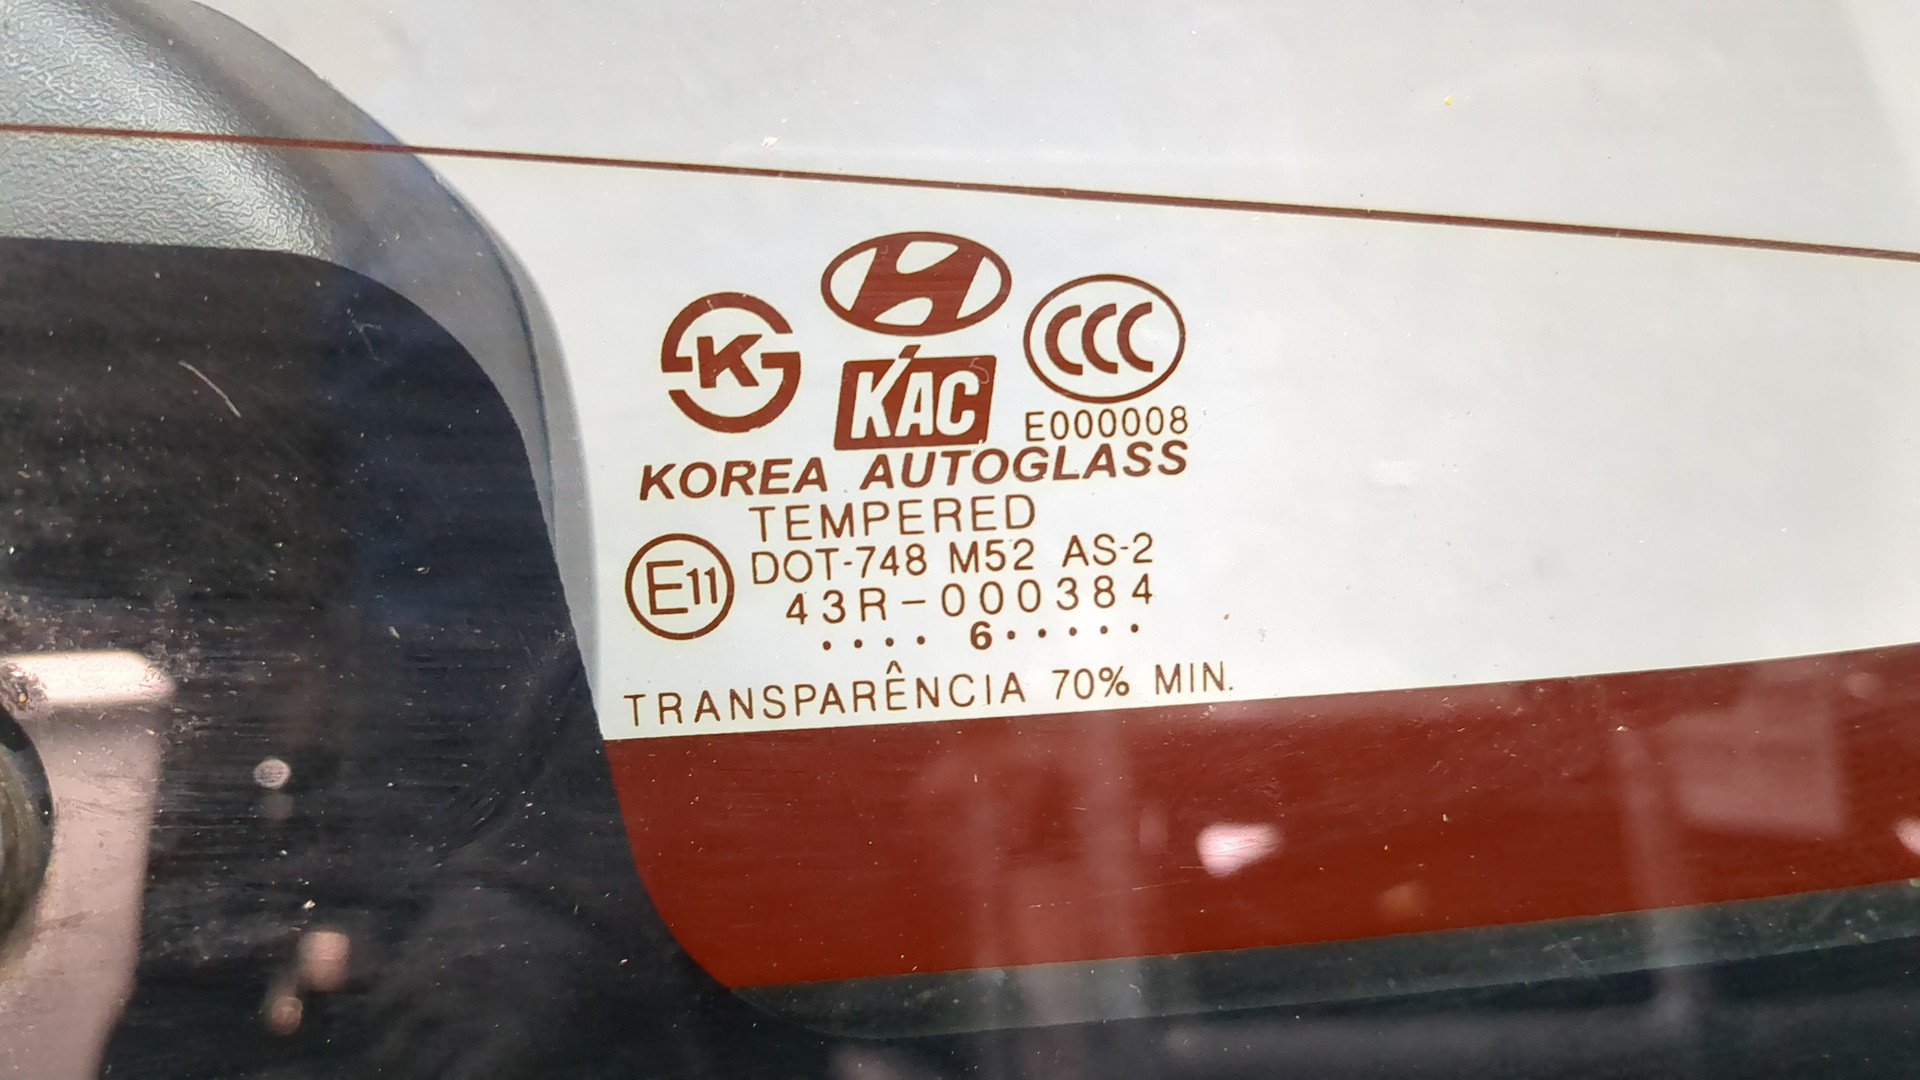 K
KAC
CCC
E000008
KOREA AUTOGLASS
TEMPERED
E11
DOT-748 M52 AS-2
43R-000384
.... 6.....
TRANSPARÊNCIA 70% MIN.